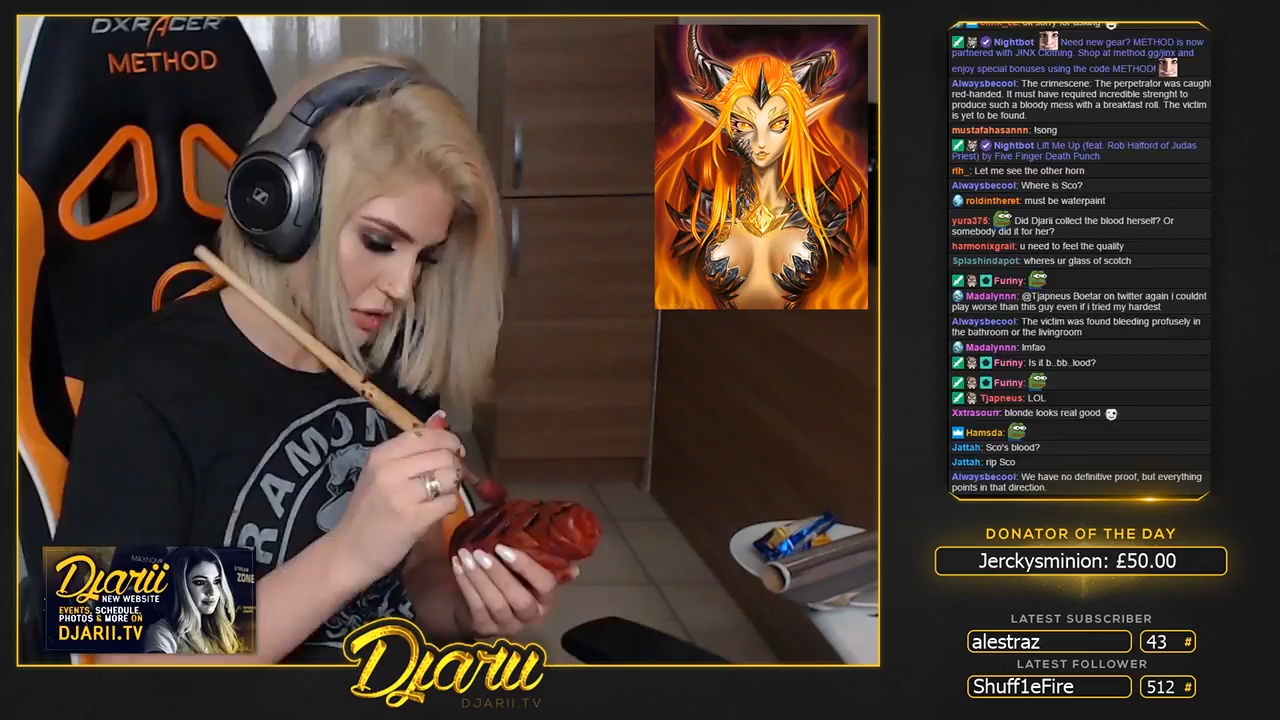 DXRACER
METHOD
RAMON
MAXNOMIC
STREAM
ZONE
Djarii
NEW WEBSITE
EVENTS, SCHEDULE,
PHOTOS & MORE ON
DJARII.TV
Djarii
DJARII.TV
Nightbot Need new gear? METHOD is now
partnered with JINX Clothing. Shop at method.gg/jinx and
enjoy special bonuses using the code METHOD!
Alwaysbecool: The crimescene: The perpetrator was caught
red-handed. It must have required incredible strenght to
produce such a bloody mess with a breakfast roll. The victim
is yet to be found.
mustafahasannn: !song
Nightbot Lift Me Up (feat. Rob Halford of Judas
Priest) by Five Finger Death Punch
rih_: Let me see the other horn
Alwaysbecool: Where is Sco?
roldintheret: must be waterpaint
yura375: Did Djarii collect the blood herself? Or
somebody did it for her?
harmonixgrail: u need to feel the quality
Splashindapot: wheres ur glass of scotch
Furiny:
Madalynnn: @Tjapneus Boetar on twitter again i couldnt
play worse than this guy even if i tried my hardest
Alwaysbecool: The victim was found bleeding profusely in
the bathroom or the livingroom
Madalynnn: lmfao
Furiny: Is it b..bb..lood?
Furiny:
Tjapneus: LOL
Xxtrasourr: blonde looks real good
Hamsda:
Jattah: Sco's blood?
Jattah: rip Sco
Alwaysbecool: We have no definitive proof, but everything
points in that direction.
DONATOR OF THE DAY
Jerckysminion: £50.00
LATEST SUBSCRIBER
alestraz 43 #
LATEST FOLLOWER
Shuff1eFire 512 #